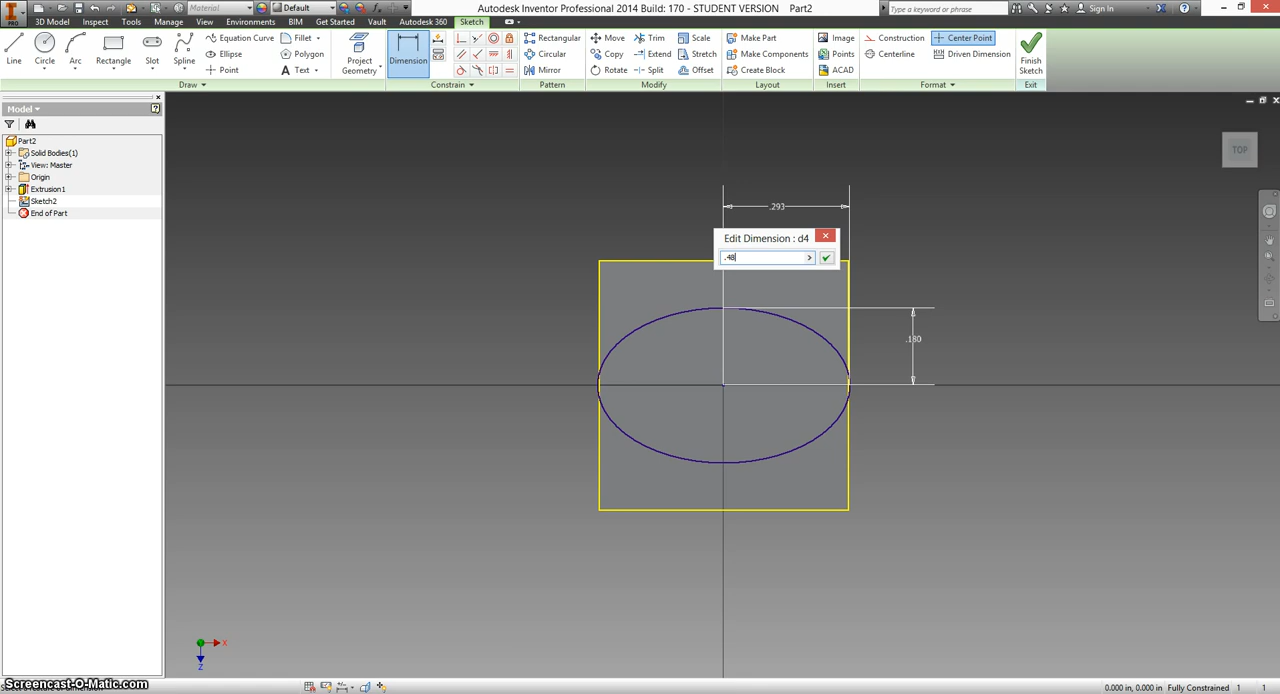 Default
Autodesk Inventor Professional 2014 Build: 170 - STUDENT VERSION Part2
Type a keyword or phrase
Sign In
PRO
3D Model Inspect Tools Manage View Environments BIM Get Started Vault Autodesk 360 Sketch
Line Circle Arc Rectangle Slot Spline
Equation Curve Fillet
Ellipse Polygon
Point Text
Project Geometry
Dimension
Rectangular
Circular
Mirror
Move Trim Scale
Copy Extend Stretch
Rotate Split Offset
Make Part
Make Components
Create Block
Image
Points
ACAD
Construction Center Point
Centerline Driven Dimension
Finish Sketch
Draw Constrain Pattern Modify Layout Insert Format Exit
Model
Part2
Solid Bodies(1)
View: Master
Origin
Extrusion1
Sketch2
End of Part
TOP
.293
Edit Dimension : d4
.48
.180
X
Z
Screencast-O-Matic.com
0.000 in, 0.000 in Fully Constrained 1 1